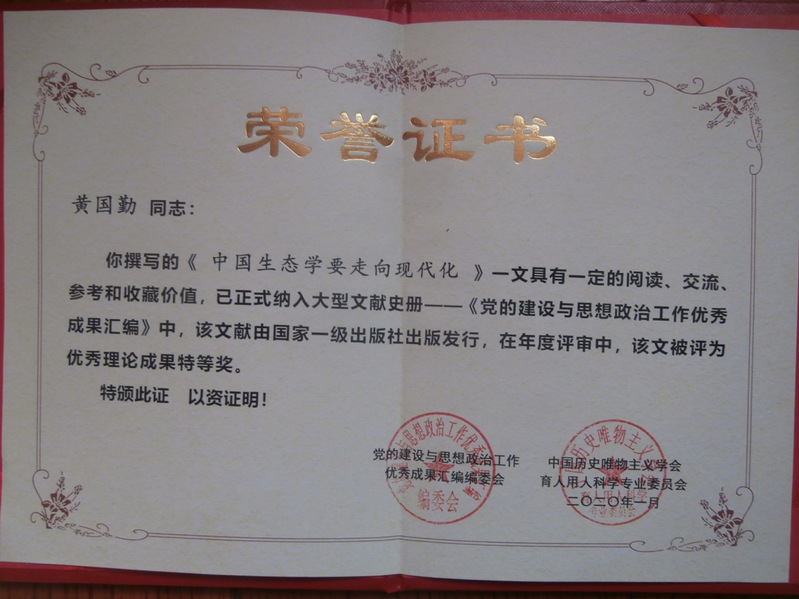 荣誉证书
黄国勤 同志：
你撰写的《 中国生态学要走向现代化 》一文具有一定的阅读、交流、
参考和收藏价值，已正式纳入大型文献史册——《党的建设与思想政治工作优秀
成果汇编》中，该文献由国家一级出版社出版发行，在年度评审中，该文被评为
优秀理论成果特等奖。
特颁此证 以资证明！
党的建设与思想政治工作
优秀成果汇编编委会
中国历史唯物主义学会
育人用人科学专业委员会
二〇二〇年一月